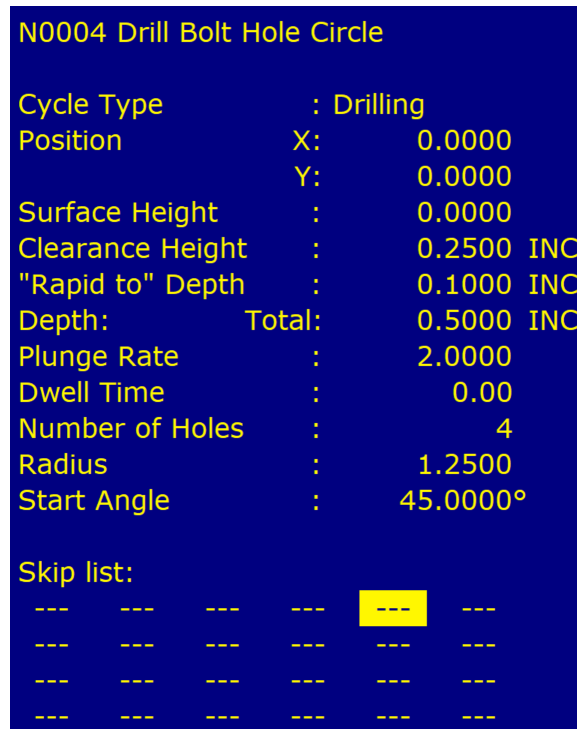 N0004 Drill Bolt Hole Circle
Cycle Type : Drilling
Position X: 0.0000
Y: 0.0000
Surface Height : 0.0000
Clearance Height : 0.2500 INC
"Rapid to" Depth : 0.1000 INC
Depth: Total: 0.5000 INC
Plunge Rate : 2.0000
Dwell Time : 0.00
Number of Holes : 4
Radius : 1.2500
Start Angle : 45.0000°
Skip list:
--- --- --- --- --- ---
--- --- --- --- --- ---
--- --- --- --- --- ---
--- --- --- --- --- ---